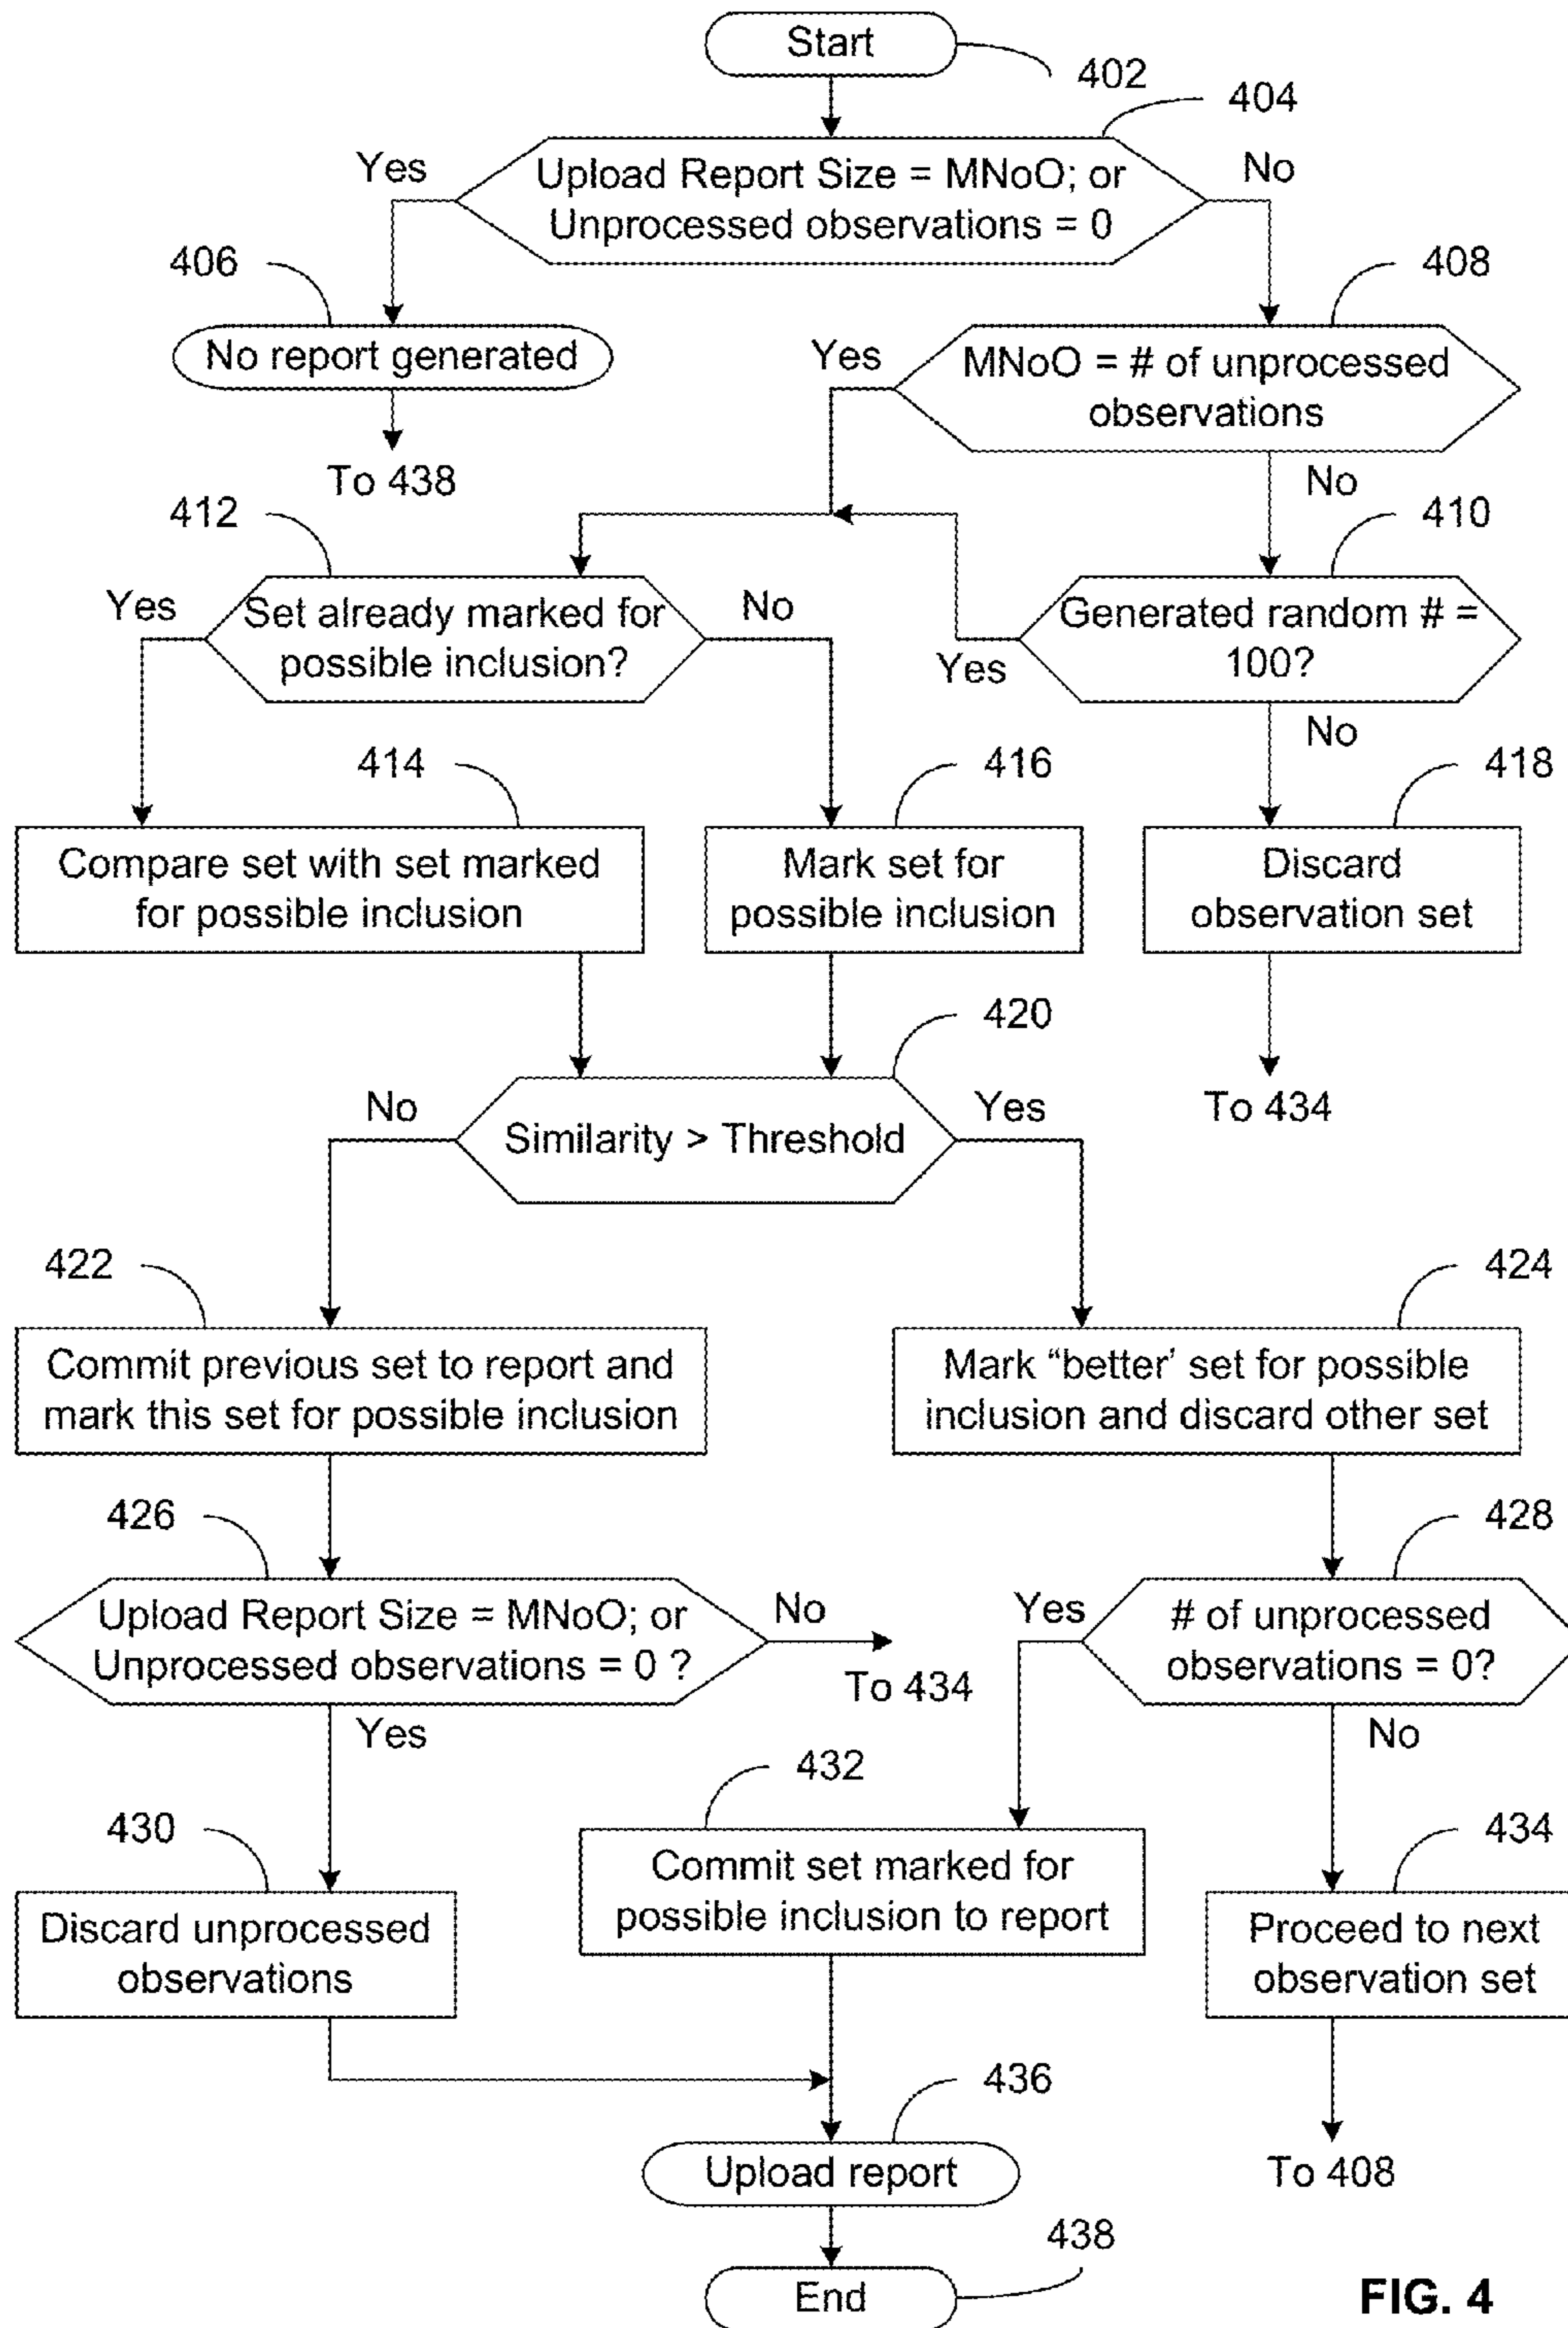 Start
402
404
Yes
Upload Report Size = MNoO; or
Unprocessed observations = 0
No
406
408
No report generated
Yes
MNoO = # of unprocessed
observations
To 438
No
412
410
Yes
Set already marked for
possible inclusion?
No
Yes
Generated random # =
100?
No
414
416
418
Compare set with set marked
for possible inclusion
Mark set for
possible inclusion
Discard
observation set
420
No
Similarity > Threshold
Yes
To 434
422
424
Commit previous set to report and
mark this set for possible inclusion
Mark “better’ set for possible
inclusion and discard other set
426
428
Upload Report Size = MNoO; or
Unprocessed observations = 0 ?
No
To 434
Yes
# of unprocessed
observations = 0?
Yes
No
432
430
434
Commit set marked for
possible inclusion to report
Discard unprocessed
observations
Proceed to next
observation set
436
Upload report
To 408
438
End
FIG. 4